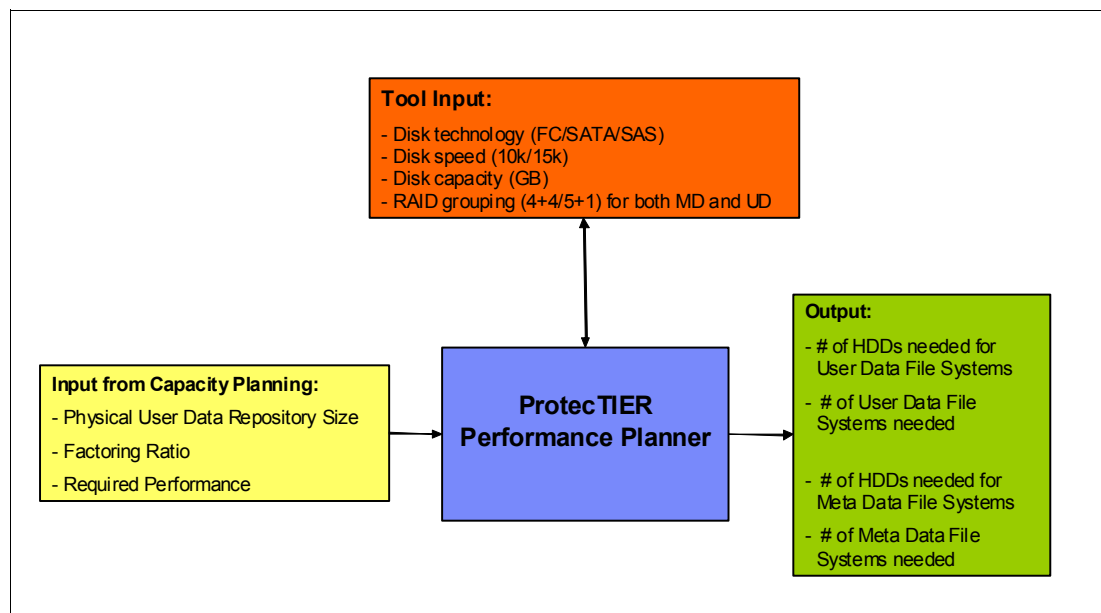 Tool Input:
- Disk technology (FC/SATA/SAS)
- Disk speed (10k/15k)
- Disk capacity (GB)
- RAID grouping (4+4/5+1) for both MD and UD
Input from Capacity Planning:
- Physical User Data Repository Size
- Factoring Ratio
- Required Performance
ProtecTIER
Performance Planner
Output:
- # of HDDs needed for
User Data File Systems
- # of User Data File
Systems needed
- # of HDDs needed for
Meta Data File Systems
- # of Meta Data File
Systems needed